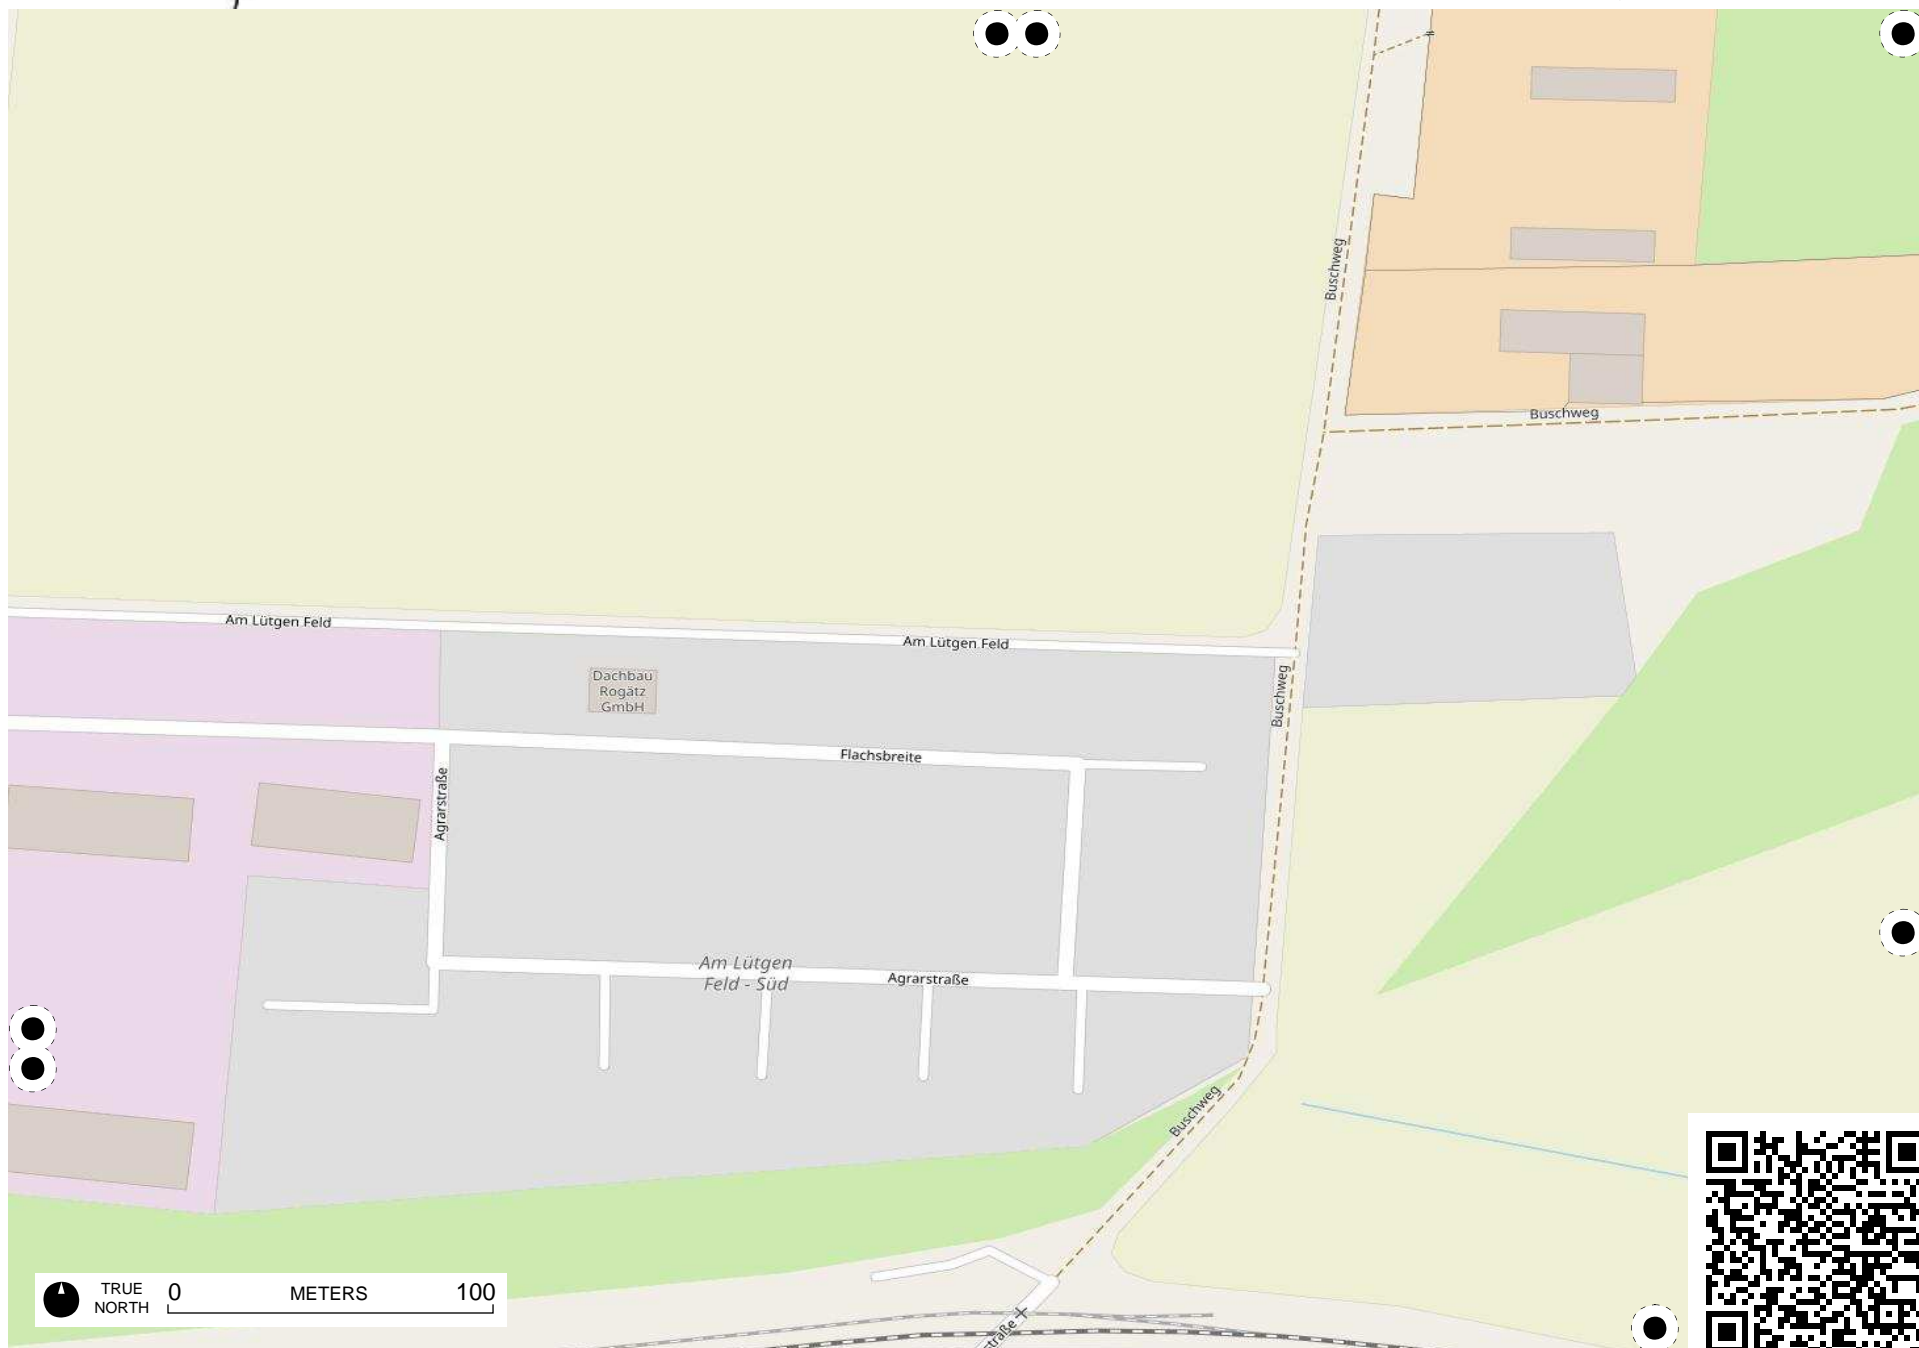 Buschweg
Buschweg
Am Lütgen Feld
Am Lütgen Feld
Buschweg
Dachbau
Rogätz
GmbH
Flachsbreite
Agrarstraße
Am Lütgen
Feld - Süd
Agrarstraße
Buschweg
TRUE
NORTH
0
METERS
100
traße